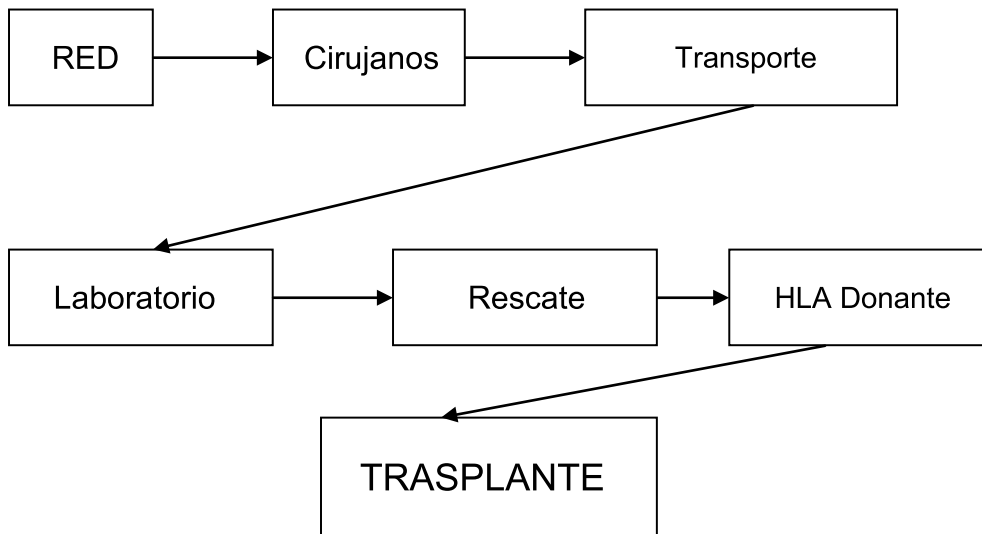 RED
Cirujanos
Transporte
Laboratorio
Rescate
HLA Donante
TRASPLANTE